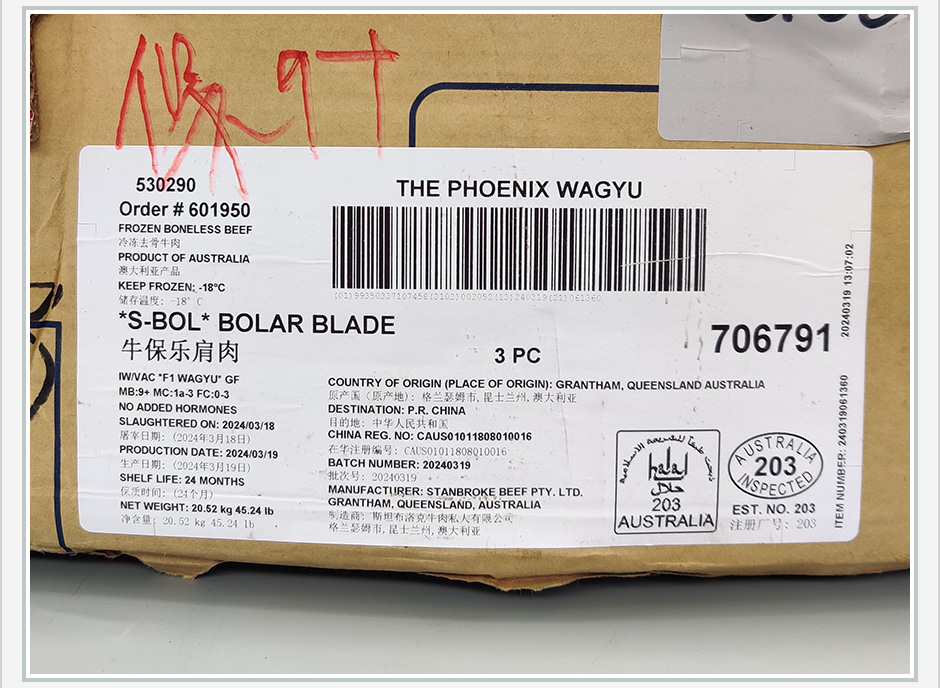 9T
530290
Order # 601950
FROZEN BONELESS BEEF
冷冻去骨牛肉
PRODUCT OF AUSTRALIA
澳大利亚产品
KEEP FROZEN: -18°C
储存温度: -18° C
THE PHOENIX WAGYU
*S-BOL* BOLAR BLADE
牛保乐肩肉
3 PC
706791
IW/VAC *F1 WAGYU* GF
MB:9+ MC:1a-3 FC:0-3
NO ADDED HORMONES
SLAUGHTERED ON: 2024/03/18
屠宰日期: (2024年3月18日)
PRODUCTION DATE: 2024/03/19
生产日期: (2024年3月19日)
SHELF LIFE: 24 MONTHS
保质时间: (24个月)
NET WEIGHT: 20.52 kg 45.24 lb
净含量: 20.52 kg 45.24 lb
COUNTRY OF ORIGIN (PLACE OF ORIGIN): GRANTHAM, QUEENSLAND AUSTRALIA
原产国 (原产地): 格兰瑟姆市, 昆士兰州, 澳大利亚
DESTINATION: P.R. CHINA
目的地: 中华人民共和国
CHINA REG. NO: CAUS01011808010016
在华注册编号: CAUS01011808010016
BATCH NUMBER: 20240319
批次号: 20240319
MANUFACTURER: STANBROKE BEEF PTY. LTD.
GRANTHAM, QUEENSLAND, AUSTRALIA
制造商: 斯坦布洛克牛肉私人有限公司
格兰瑟姆市, 昆士兰州, 澳大利亚
halal
حلال
203
AUSTRALIA
AUSTRALIA
203
INSPECTED
EST. NO. 203
注册厂号: 203
20240319 13:07:02
ITEM NUMBER: 240319061360